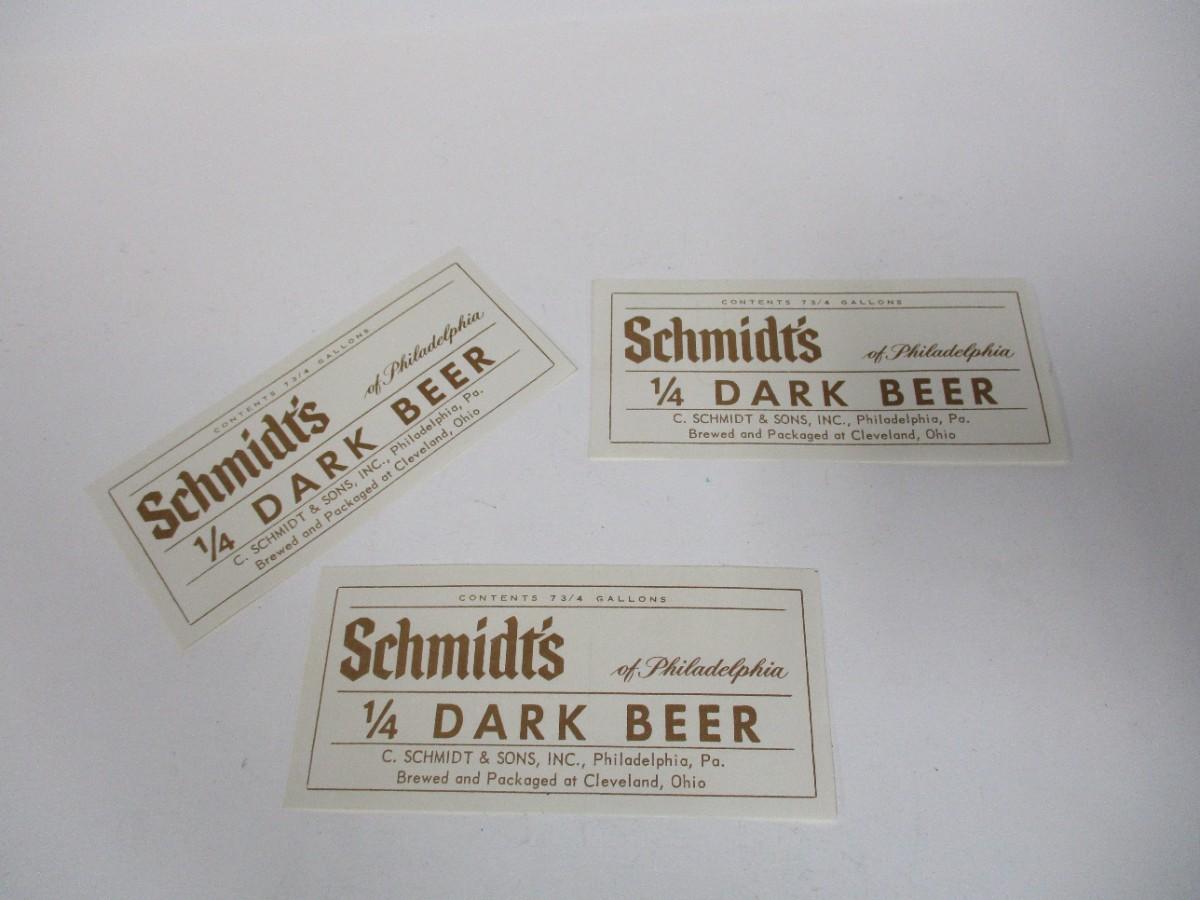 CONTENTS 7 3/4 GALLONS
Schmidt's of Philadelphia
1/4 DARK BEER
C. SCHMIDT & SONS, INC., Philadelphia, Pa.
Brewed and Packaged at Cleveland, Ohio
CONTENTS 7 3/4 GALLONS
Schmidt's of Philadelphia
1/4 DARK BEER
C. SCHMIDT & SONS, INC., Philadelphia, Pa.
Brewed and Packaged at Cleveland, Ohio
CONTENTS 7 3/4 GALLONS
Schmidt's of Philadelphia
1/4 DARK BEER
C. SCHMIDT & SONS, INC., Philadelphia, Pa.
Brewed and Packaged at Cleveland, Ohio